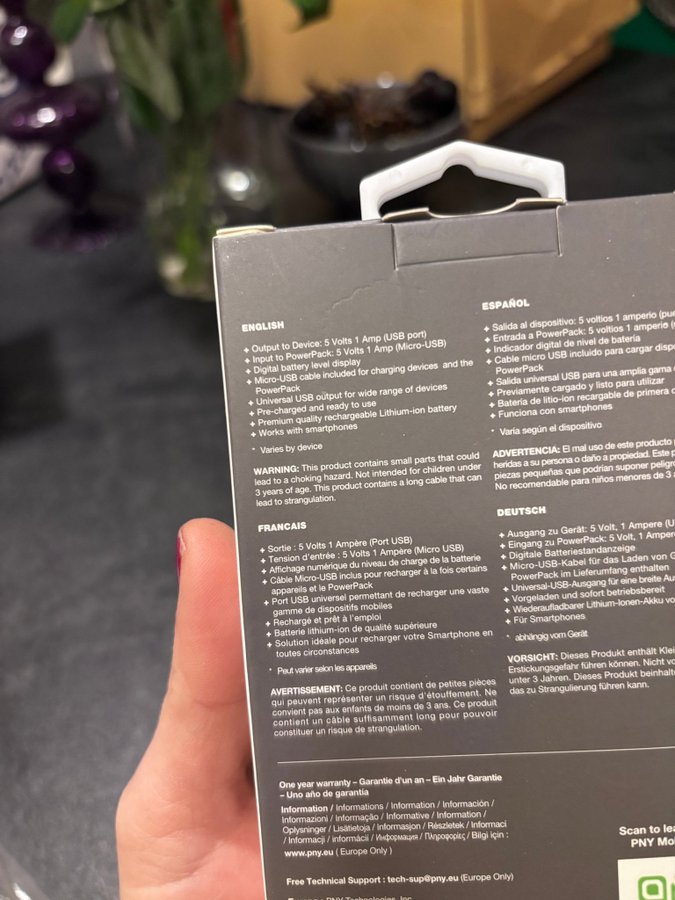 ENGLISH
+ Output to Device: 5 Volts 1 Amp (USB port)
+ Input to PowerPack: 5 Volts 1 Amp (Micro-USB)
+ Digital battery level display
+ Micro-USB cable included for charging devices and the
PowerPack
+ Universal USB output for wide range of devices
+ Pre-charged and ready to use
+ Premium quality rechargeable Lithium-ion battery
+ Works with smartphones
* Varies by device
WARNING: This product contains small parts that could
lead to a choking hazard. Not intended for children under
3 years of age. This product contains a long cable that can
lead to strangulation.
FRANCAIS
+ Sortie : 5 Volts 1 Ampère (Port USB)
+ Tension d'entrée : 5 Volts 1 Ampère (Micro USB)
+ Affichage numérique du niveau de charge de la batterie
+ Câble Micro-USB inclus pour recharger à la fois certains
appareils et le PowerPack
+ Port USB universel permettant de recharger une vaste
gamme de dispositifs mobiles
+ Rechargé et prêt à l'emploi
+ Batterie lithium-ion de qualité supérieure
+ Solution idéale pour recharger votre Smartphone en
toutes circonstances
* Peut varier selon les appareils
AVERTISSEMENT: Ce produit contient de petites pièces
qui peuvent représenter un risque d'étouffement. Ne
convient pas aux enfants de moins de 3 ans. Ce produit
contient un câble suffisamment long pour pouvoir
constituer un risque de strangulation.
ESPAÑOL
+ Salida al dispositivo: 5 voltios 1 amperio (pue
+ Entrada a PowerPack: 5 voltios 1 amperio
+ Indicador digital de nivel de batería
+ Cable micro USB incluido para cargar dispo
PowerPack
+ Salida universal USB para una amplia gama
+ Previamente cargado y listo para utilizar
+ Batería de litio-ion recargable de primera c
+ Funciona con smartphones
* Varía según el dispositivo
ADVERTENCIA: El mal uso de este producto
heridas a su persona o daño a propiedad. Este p
piezas pequeñas que podrían suponer peligro
No recomendable para niños menores de 3 a
DEUTSCH
+ Ausgang zu Gerät: 5 Volt, 1 Ampere (U
+ Eingang zu PowerPack: 5 Volt, 1 Ampere
+ Digitale Batteriestandanzeige
+ Micro-USB-Kabel für das Laden von G
PowerPack im Lieferumfang enthalten
+ Universal-USB-Ausgang für eine breite Au
+ Vorgeladen und sofort betriebsbereit
+ Wiederaufladbarer Lithium-Ionen-Akku vo
+ Für Smartphones
* abhängig vom Gerät
VORSICHT: Dieses Produkt enthält Klei
Erstickungsgefahr führen können. Nicht vo
unter 3 Jahren. Dieses Produkt beinhalte
das zu Strangulierung führen kann.
One year warranty – Garantie d'un an – Ein Jahr Garantie
– Uno año de garantía
Information / Informations / Information / Información /
Informazioni / Informação / Informative / Information /
Oplysninger / Lisätietoja / Informasjon / Részletek / Informaci
/ Informacji / informácií / Информация / Πληροφορίες / Bilgi için :
www.pny.eu ( Europe Only )
Free Technical Support : tech-sup@pny.eu (Europe Only)
Europe : PNY Technologies, Inc.
Scan to lea
PNY Mo